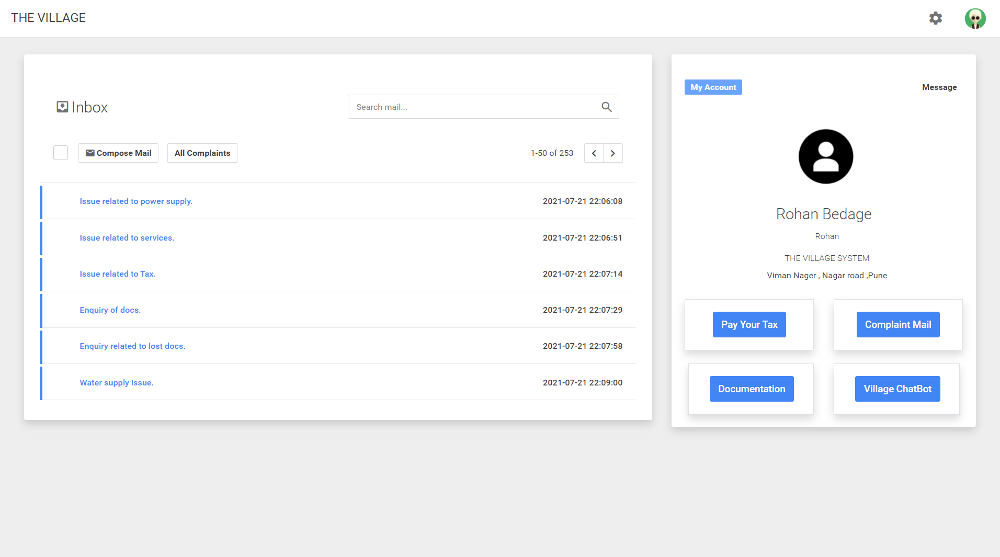 THE VILLAGE
Inbox
Search mail...
Compose Mail
All Complaints
1-50 of 253
Issue related to power supply. 2021-07-21 22:06:08
Issue related to services. 2021-07-21 22:06:51
Issue related to Tax. 2021-07-21 22:07:14
Enquiry of docs. 2021-07-21 22:07:29
Enquiry related to lost docs. 2021-07-21 22:07:58
Water supply issue. 2021-07-21 22:09:00
My Account
Message
Rohan Bedage
Rohan
THE VILLAGE SYSTEM
Viman Nager , Nagar road ,Pune
Pay Your Tax
Complaint Mail
Documentation
Village ChatBot